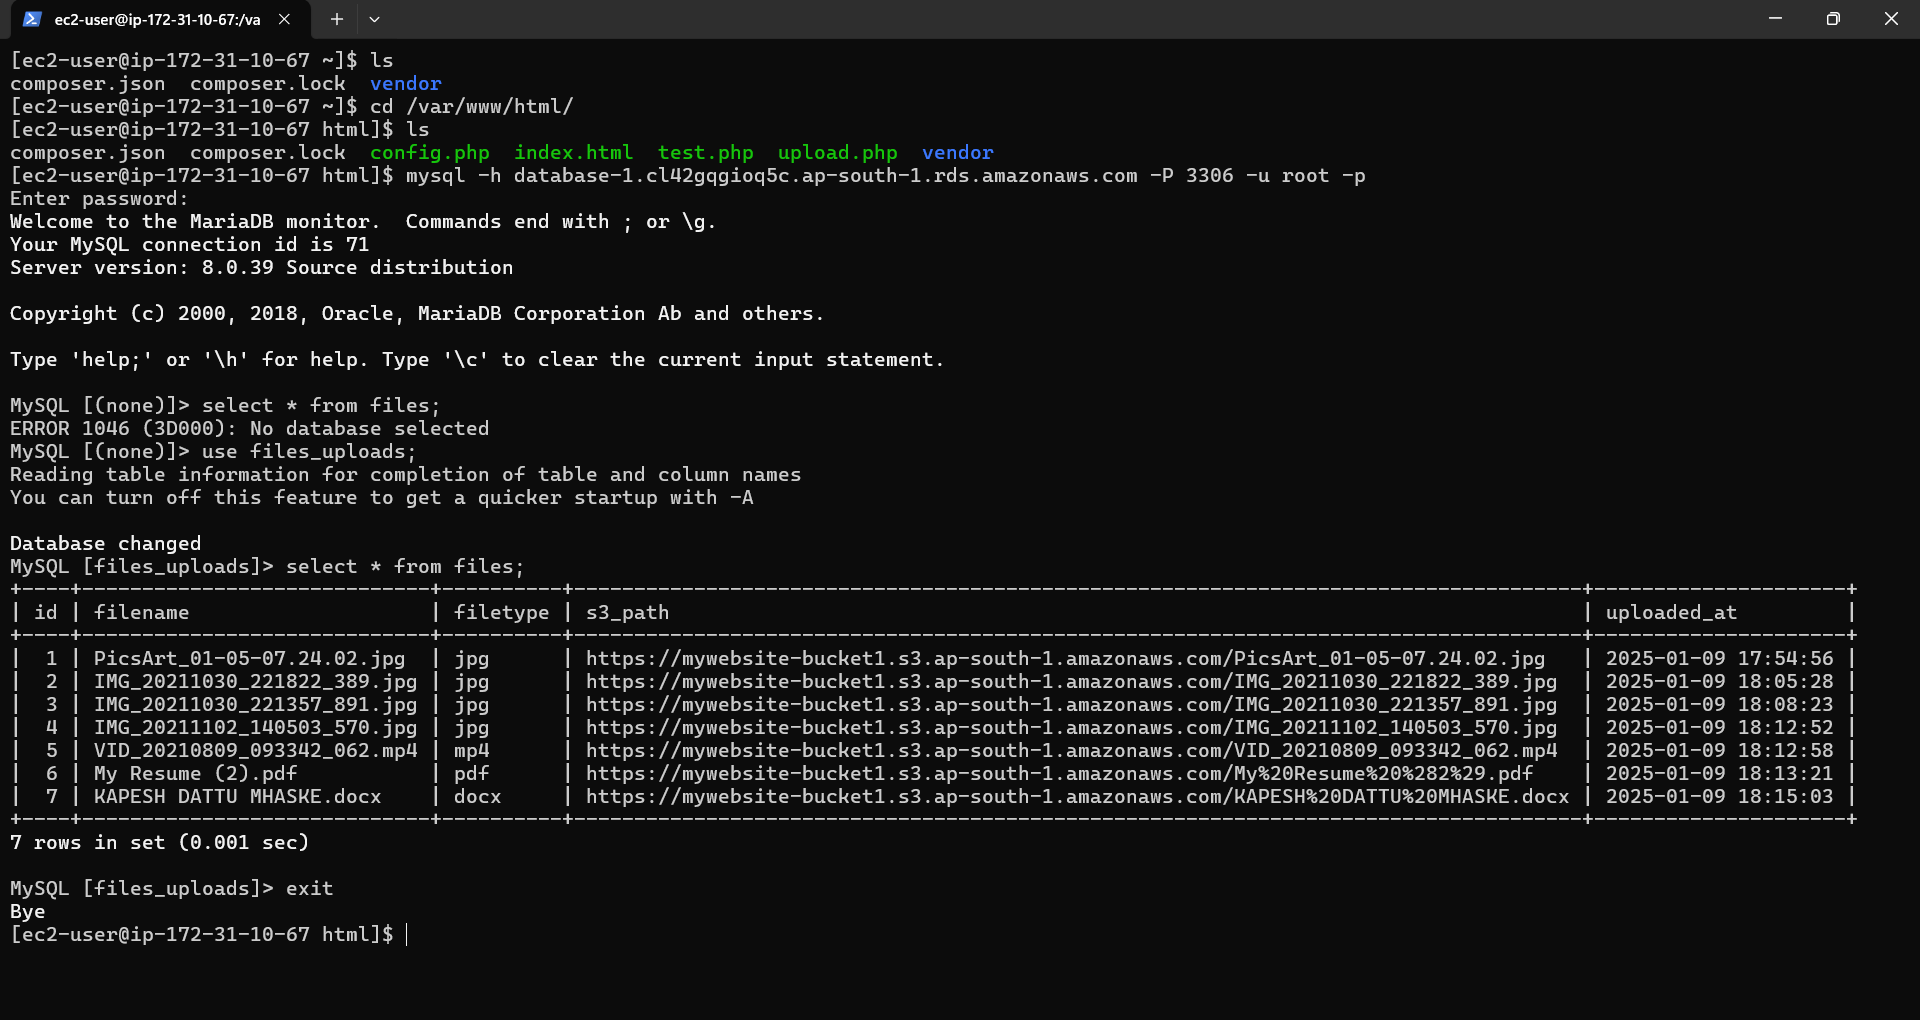 ec2-user@ip-172-31-10-67:/va
[ec2-user@ip-172-31-10-67 ~]$ ls
composer.json  composer.lock  vendor
[ec2-user@ip-172-31-10-67 ~]$ cd /var/www/html/
[ec2-user@ip-172-31-10-67 html]$ ls
composer.json  composer.lock  config.php  index.html  test.php  upload.php  vendor
[ec2-user@ip-172-31-10-67 html]$ mysql -h database-1.cl42gqgioq5c.ap-south-1.rds.amazonaws.com -P 3306 -u root -p
Enter password:
Welcome to the MariaDB monitor.  Commands end with ; or \g.
Your MySQL connection id is 71
Server version: 8.0.39 Source distribution
Copyright (c) 2000, 2018, Oracle, MariaDB Corporation Ab and others.
Type 'help;' or '\h' for help. Type '\c' to clear the current input statement.
MySQL [(none)]> select * from files;
ERROR 1046 (3D000): No database selected
MySQL [(none)]> use files_uploads;
Reading table information for completion of table and column names
You can turn off this feature to get a quicker startup with -A
Database changed
MySQL [files_uploads]> select * from files;
+----+-----------------------------+----------+------------------------------------------------------------------------------------+---------------------+
| id | filename                    | filetype | s3_path                                                                            | uploaded_at         |
+----+-----------------------------+----------+------------------------------------------------------------------------------------+---------------------+
|  1 | PicsArt_01-05-07.24.02.jpg  | jpg      | https://mywebsite-bucket1.s3.ap-south-1.amazonaws.com/PicsArt_01-05-07.24.02.jpg   | 2025-01-09 17:54:56 |
|  2 | IMG_20211030_221822_389.jpg | jpg      | https://mywebsite-bucket1.s3.ap-south-1.amazonaws.com/IMG_20211030_221822_389.jpg  | 2025-01-09 18:05:28 |
|  3 | IMG_20211030_221357_891.jpg | jpg      | https://mywebsite-bucket1.s3.ap-south-1.amazonaws.com/IMG_20211030_221357_891.jpg  | 2025-01-09 18:08:23 |
|  4 | IMG_20211102_140503_570.jpg | jpg      | https://mywebsite-bucket1.s3.ap-south-1.amazonaws.com/IMG_20211102_140503_570.jpg  | 2025-01-09 18:12:52 |
|  5 | VID_20210809_093342_062.mp4 | mp4      | https://mywebsite-bucket1.s3.ap-south-1.amazonaws.com/VID_20210809_093342_062.mp4  | 2025-01-09 18:12:58 |
|  6 | My Resume (2).pdf           | pdf      | https://mywebsite-bucket1.s3.ap-south-1.amazonaws.com/My%20Resume%20%282%29.pdf    | 2025-01-09 18:13:21 |
|  7 | KAPESH DATTU MHASKE.docx    | docx     | https://mywebsite-bucket1.s3.ap-south-1.amazonaws.com/KAPESH%20DATTU%20MHASKE.docx | 2025-01-09 18:15:03 |
+----+-----------------------------+----------+------------------------------------------------------------------------------------+---------------------+
7 rows in set (0.001 sec)
MySQL [files_uploads]> exit
Bye
[ec2-user@ip-172-31-10-67 html]$